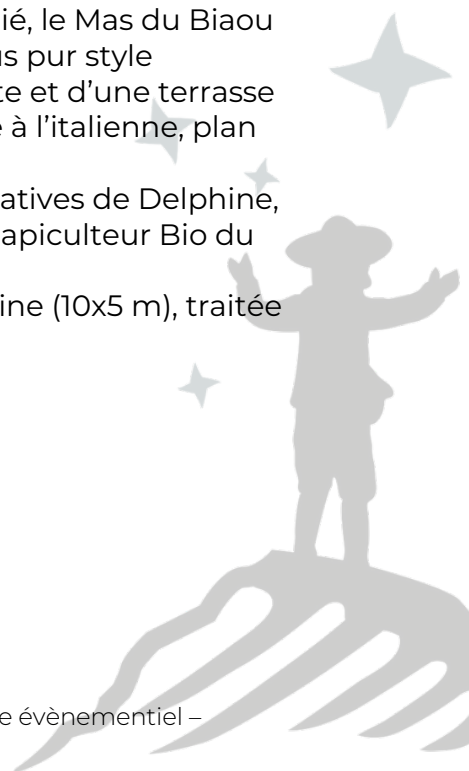 ié, le Mas du Biaou
us pur style
te et d’une terrasse
e à l’italienne, plan
atives de Delphine,
apiculteur Bio du
ine (10x5 m), traitée
e évènementiel –